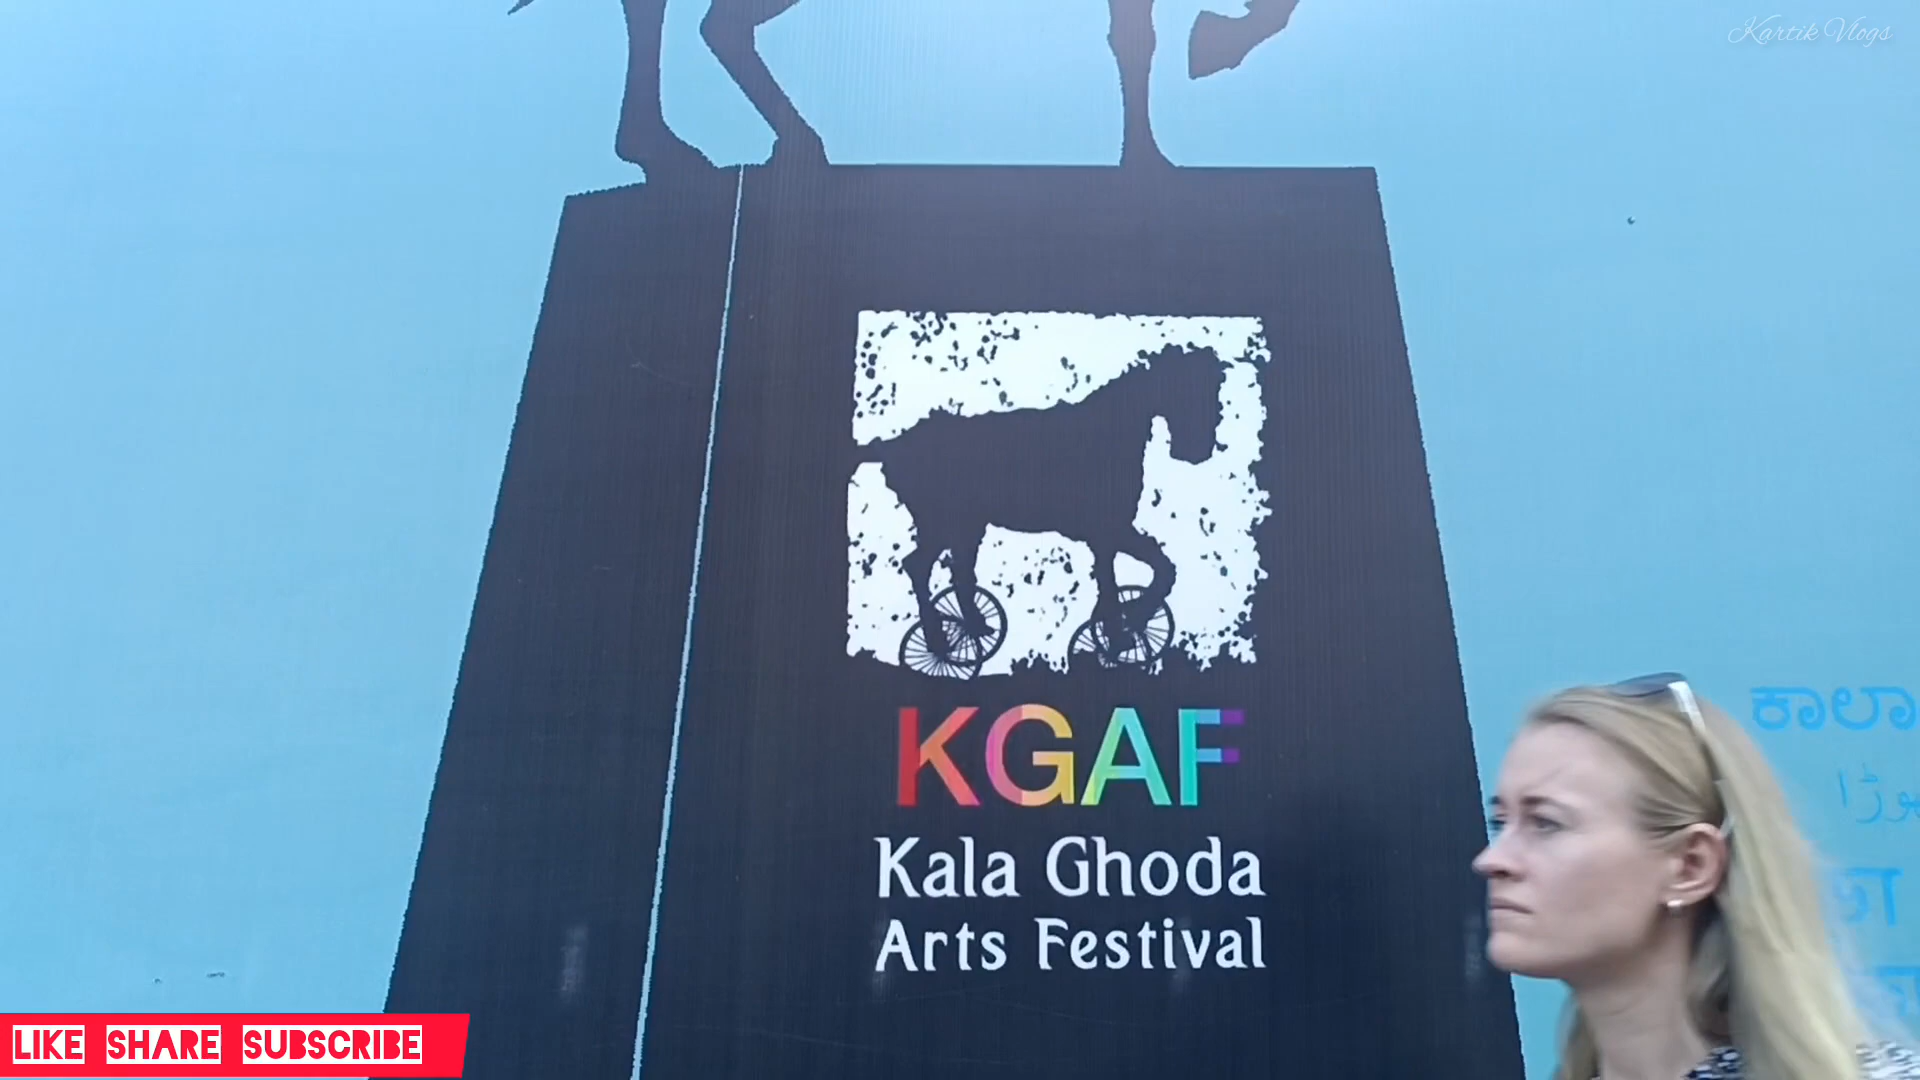 Kartik Vlogs
KGAF
Kala Ghoda
Arts Festival
LIKE SHARE SUBSCRIBE